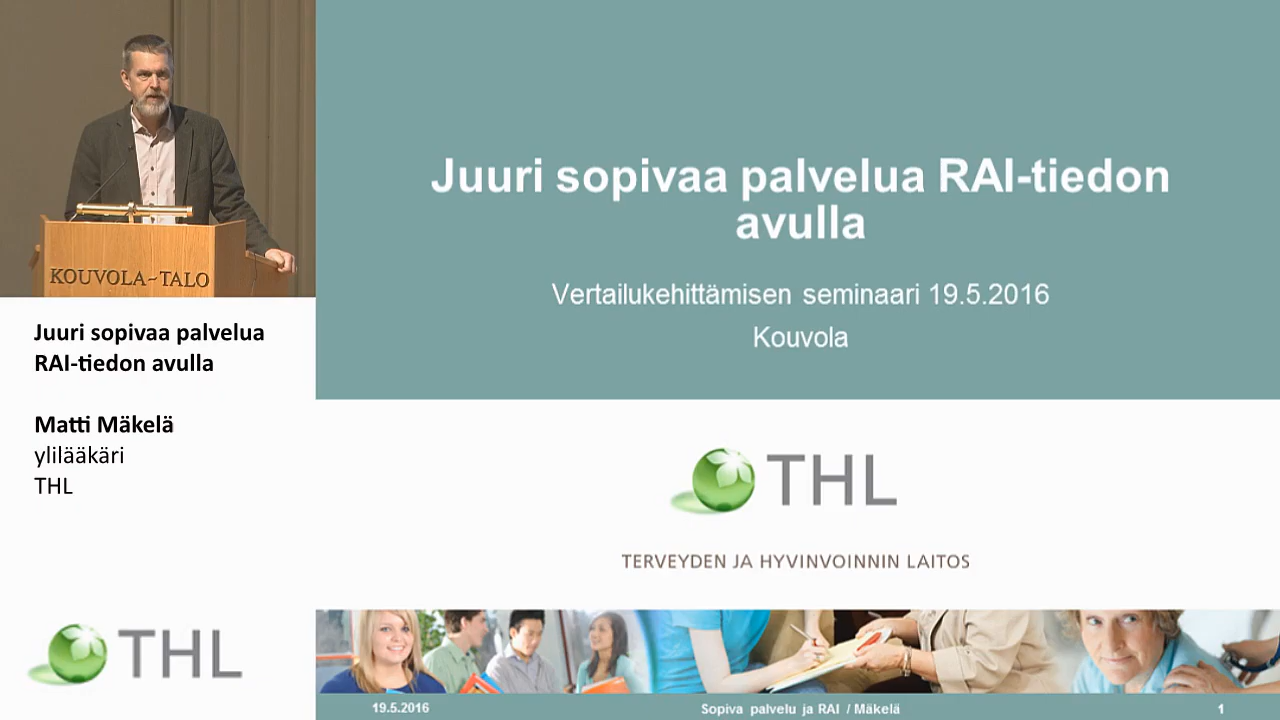 KOUVOLA~TALO
Juuri sopivaa palvelua
RAI-tiedon avulla
Matti Mäkelä
ylilääkäri
THL
THL
Juuri sopivaa palvelua RAI-tiedon
avulla
Vertailukehittämisen seminaari 19.5.2016
Kouvola
THL
TERVEYDEN JA HYVINVOINNIN LAITOS
19.5.2016
Sopiva palvelu ja RAI / Mäkelä
1